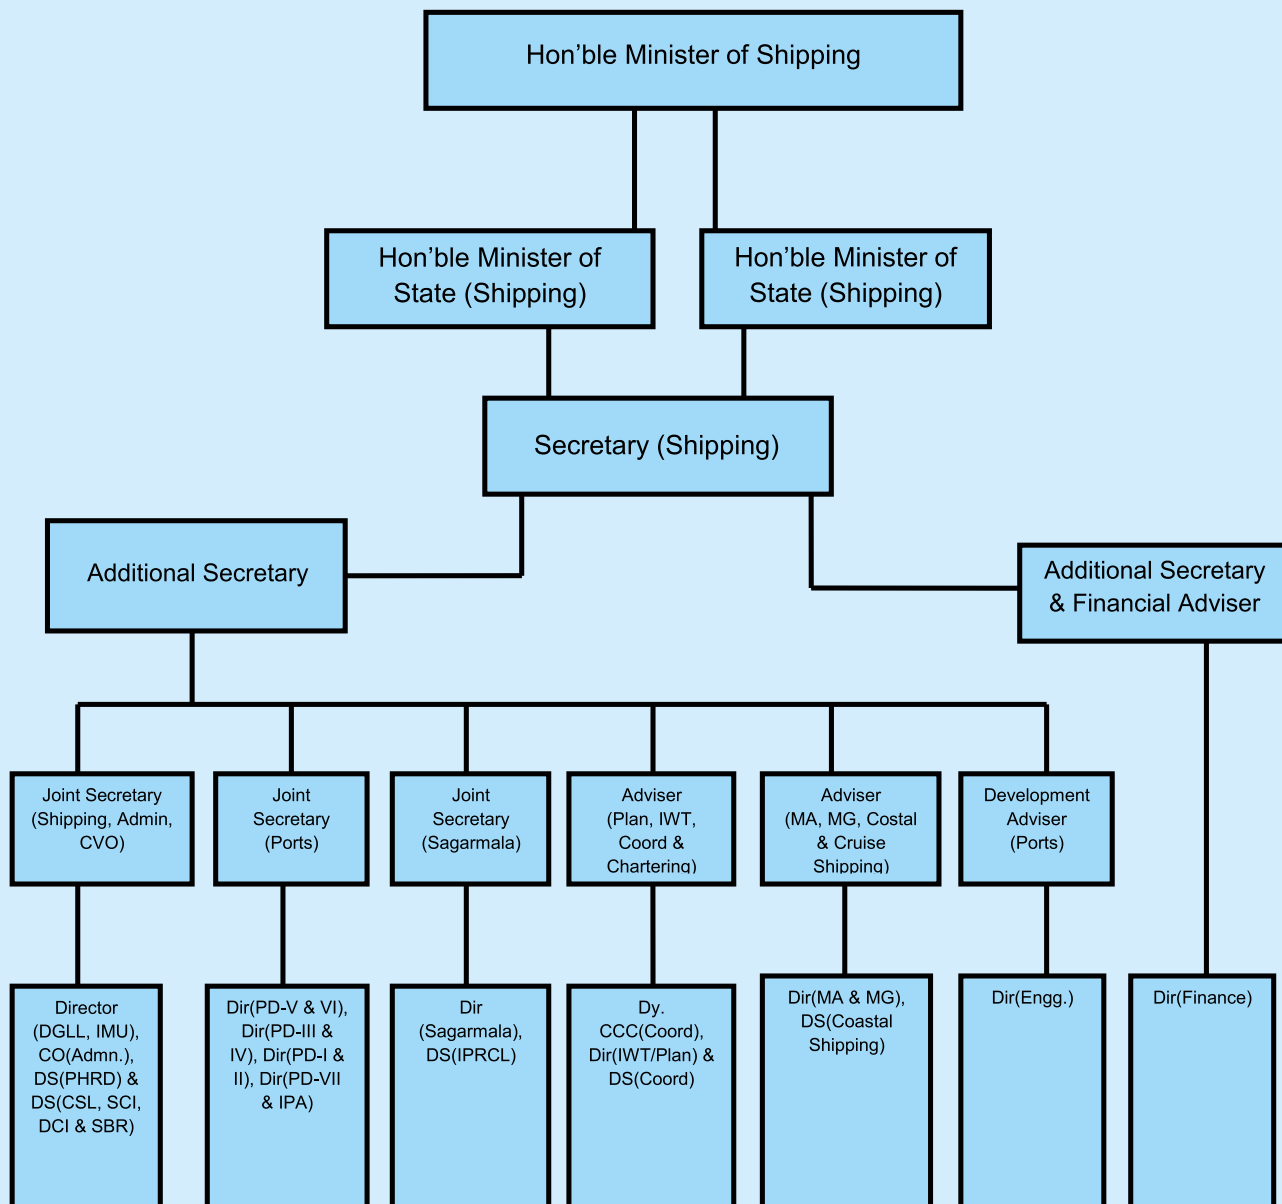 Hon’ble Minister of Shipping
Hon’ble Minister of
State (Shipping)
Hon’ble Minister of
State (Shipping)
Secretary (Shipping)
Additional Secretary
Additional Secretary
& Financial Adviser
Joint Secretary
(Shipping, Admin,
CVO)
Joint
Secretary
(Ports)
Joint
Secretary
(Sagarmala)
Adviser
(Plan, IWT,
Coord &
Chartering)
Adviser
(MA, MG, Costal
& Cruise
Shipping)
Development
Adviser
(Ports)
Director
(DGLL, IMU),
CO(Admn.),
DS(PHRD) &
DS(CSL, SCI,
DCI & SBR)
Dir(PD-V & VI),
Dir(PD-III &
IV), Dir(PD-I &
II), Dir(PD-VII
& IPA)
Dir
(Sagarmala),
DS(IPRCL)
Dy.
CCC(Coord),
Dir(IWT/Plan) &
DS(Coord)
Dir(MA & MG),
DS(Coastal
Shipping)
Dir(Engg.)
Dir(Finance)